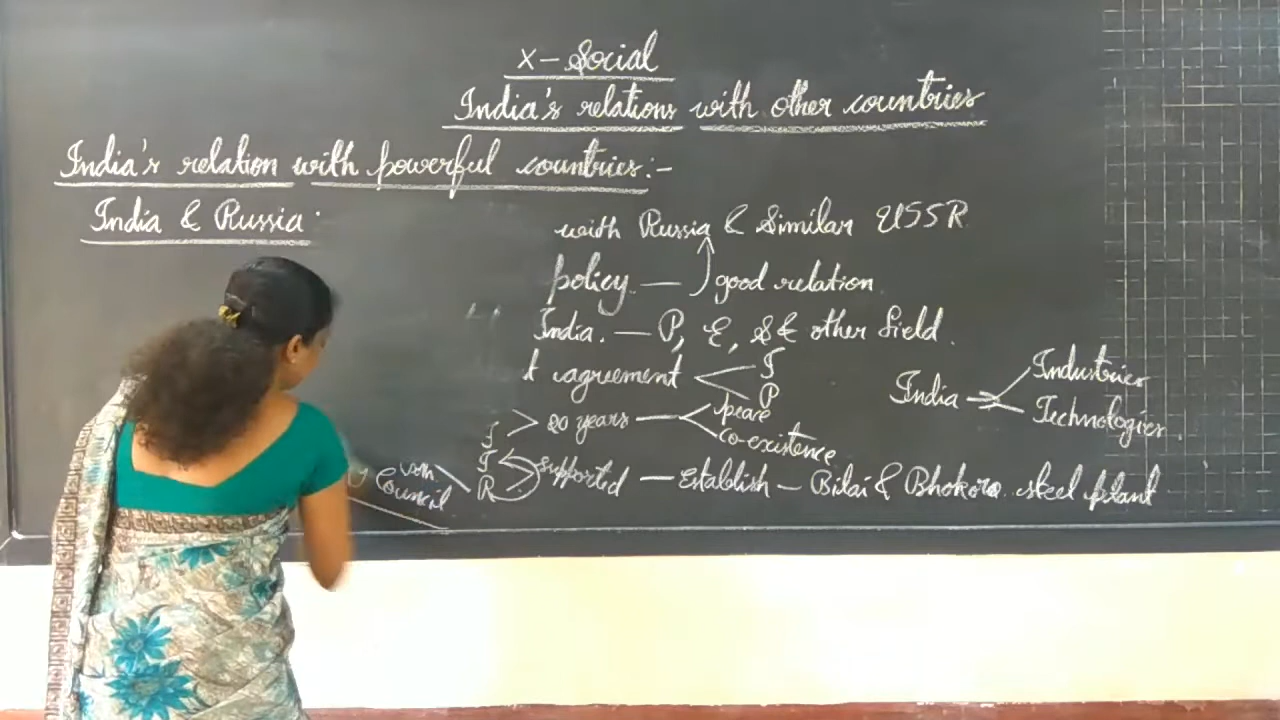 X - Social
India's relations with other countries
India's relation with powerful countries:-
India & Russia.
with Russia & Similar USSR
policy — good relation.
India. — P, E, S & other field.
agreement
I
P
India
Industries
Technologies
20 years —
peace
co-existence
I
I
R
supported — Establish - Bilai & Bhokoro steel plant
Council